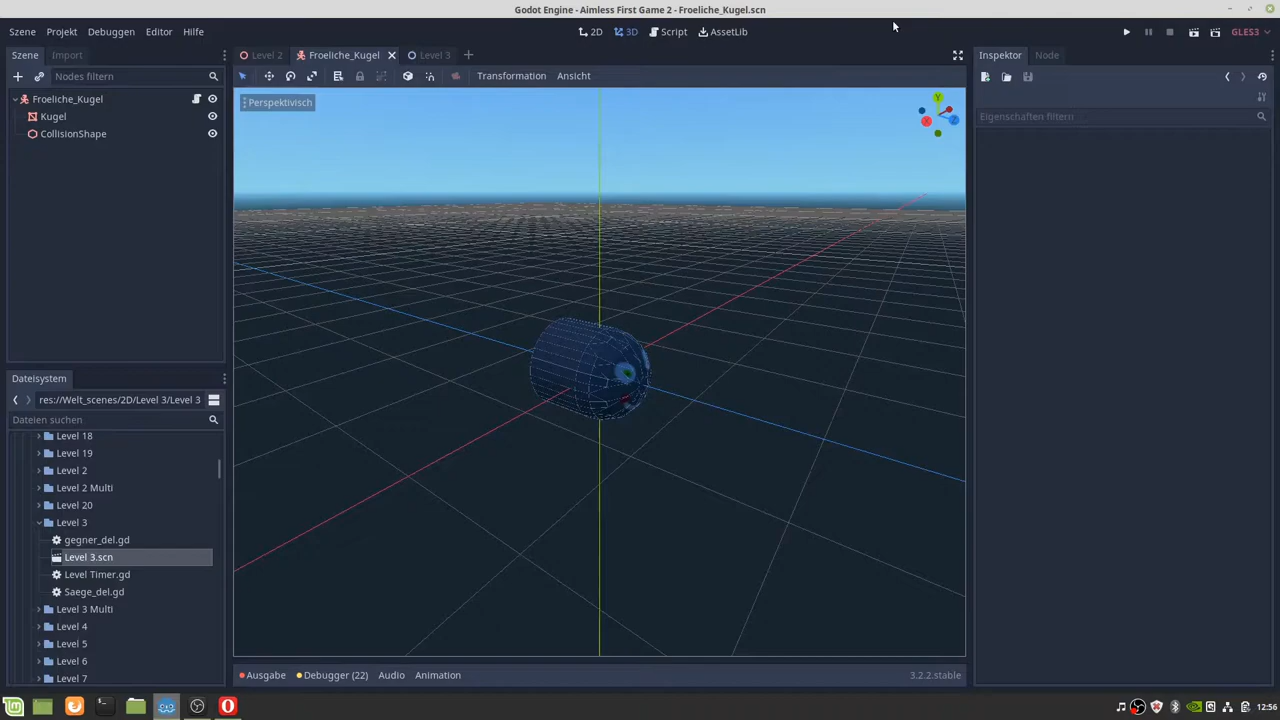 Godot Engine - Aimless First Game 2 - Froeliche_Kugel.scn
Szene Projekt Debuggen Editor Hilfe
2D 3D Script AssetLib
GLES3
Szene Import
Level 2 Froeliche_Kugel Level 3
Inspektor Node
Nodes filtern
Transformation Ansicht
Froeliche_Kugel
Kugel
CollisionShape
Perspektivisch
Y
X
Z
Eigenschaften filtern
Dateisystem
res://Welt_scenes/2D/Level 3/Level 3
Dateien suchen
Level 18
Level 19
Level 2
Level 2 Multi
Level 20
Level 3
gegner_del.gd
Level 3.scn
Level Timer.gd
Saege_del.gd
Level 3 Multi
Level 4
Level 5
Level 6
Level 7
Ausgabe Debugger (22) Audio Animation 3.2.2.stable
12:56